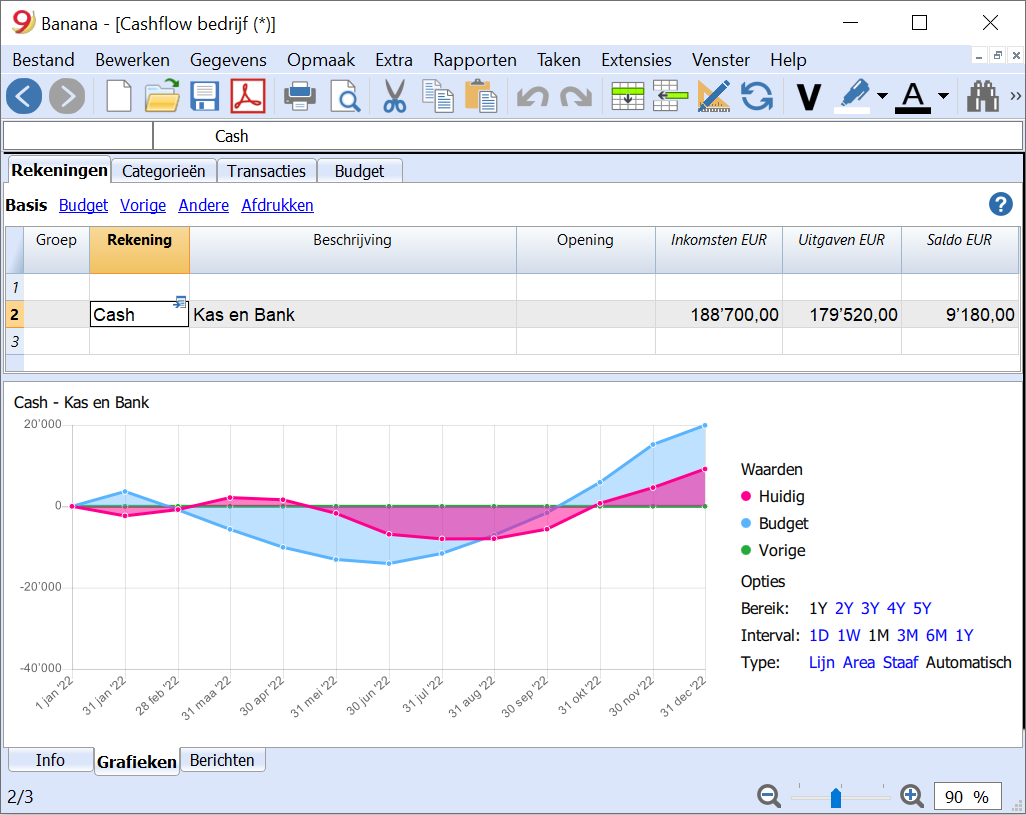 Banana - [Cashflow bedrijf (*)]
Bestand Bewerken Gegevens Opmaak Extra Rapporten Taken Extensies Venster Help
V A »
Cash
Rekeningen Categorieën Transacties Budget
Basis Budget Vorige Andere Afdrukken ?
Groep Rekening Beschrijving Opening Inkomsten EUR Uitgaven EUR Saldo EUR
1
2 Cash Kas en Bank 188’700,00 179’520,00 9’180,00
3
Cash - Kas en Bank
20’000
0
-20’000
-40’000
1 jan '22 31 jan '22 28 feb '22 31 maa '22 30 apr '22 31 mei '22 30 jun '22 31 jul '22 31 aug '22 30 sep '22 31 okt '22 30 nov '22 31 dec '22
Waarden
Huidig
Budget
Vorige
Opties
Bereik: 1Y 2Y 3Y 4Y 5Y
Interval: 1D 1W 1M 3M 6M 1Y
Type: Lijn Area Staaf Automatisch
Info Grafieken Berichten
2/3 90 %